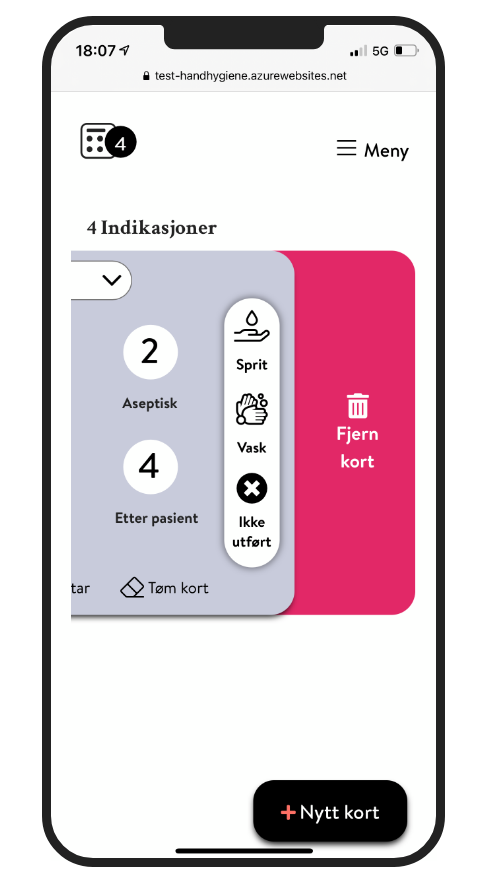 18:07
5G
test-handhygiene.azurewebsites.net
4
Meny
4 Indikasjoner
2
Aseptisk
4
Etter pasient
Sprit
Vask
Ikke
utført
Fjern
kort
tar
Tøm kort
+ Nytt kort